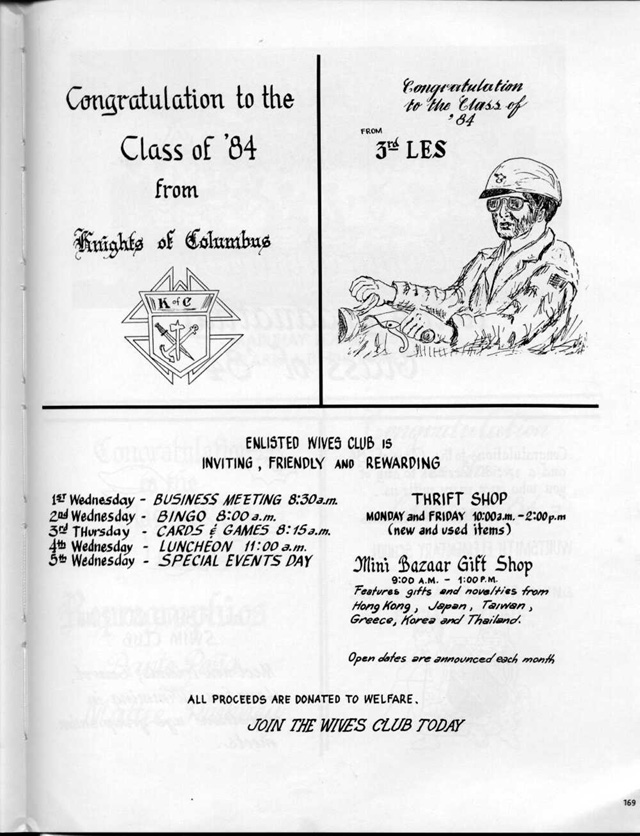 Congratulation to the
Class of '84
from
Knights of Columbus
K of C
Congratulation
to the Class of
'84
FROM
3rd LES
ENLISTED WIVES CLUB IS
INVITING, FRIENDLY AND REWARDING
1st Wednesday - BUSINESS MEETING 8:30 a.m.
2nd Wednesday - BINGO 8:00 a.m.
3rd Thursday - CARDS & GAMES 8:15 a.m.
4th Wednesday - LUNCHEON 11:00 a.m.
5th Wednesday - SPECIAL EVENTS DAY
THRIFT SHOP
MONDAY and FRIDAY 10:00a.m. - 2:00p.m
(new and used items)
Mini Bazaar Gift Shop
9:00 A.M. - 1:00 P.M.
Features gifts and novelties from
Hong Kong, Japan, Taiwan,
Greece, Korea and Thailand.
Open dates are announced each month
ALL PROCEEDS ARE DONATED TO WELFARE.
JOIN THE WIVES CLUB TODAY
169